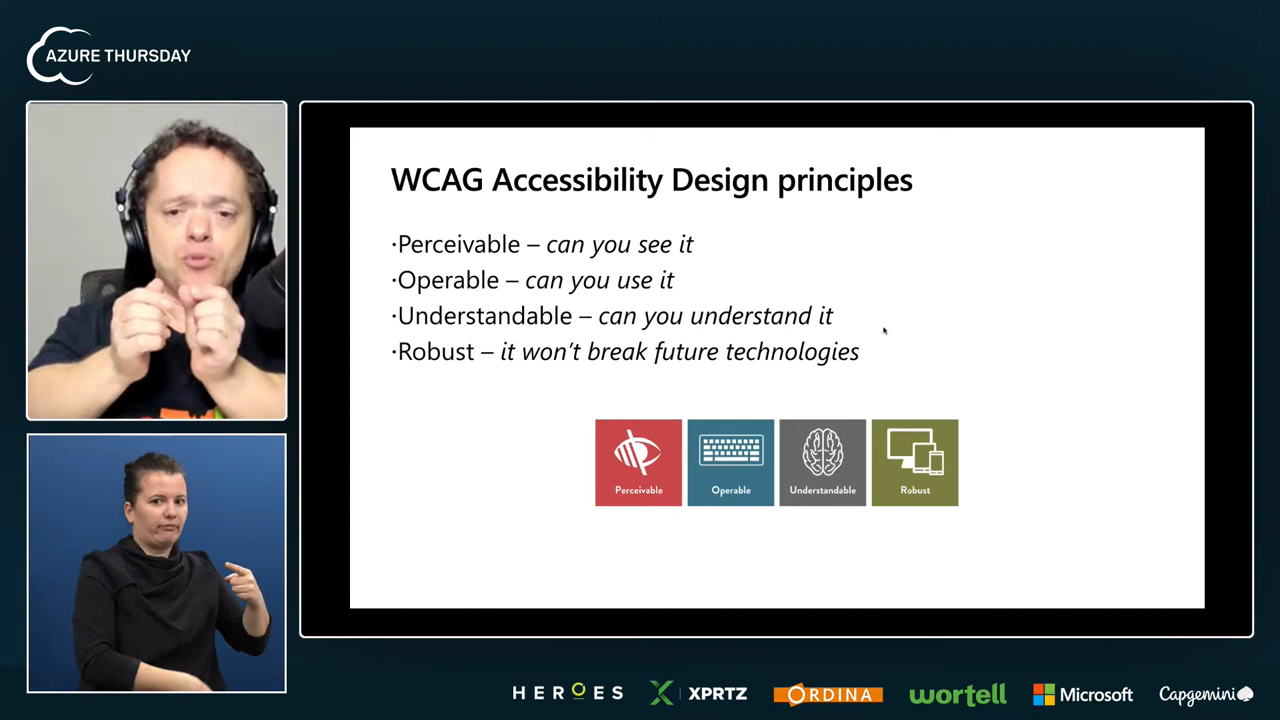 AZURE THURSDAY
WCAG Accessibility Design principles
·Perceivable – can you see it
·Operable – can you use it
·Understandable – can you understand it
·Robust – it won't break future technologies
Perceivable
Operable
Understandable
Robust
HEROES
XPRTZ
ORDINA
wortell
Microsoft
Capgemini